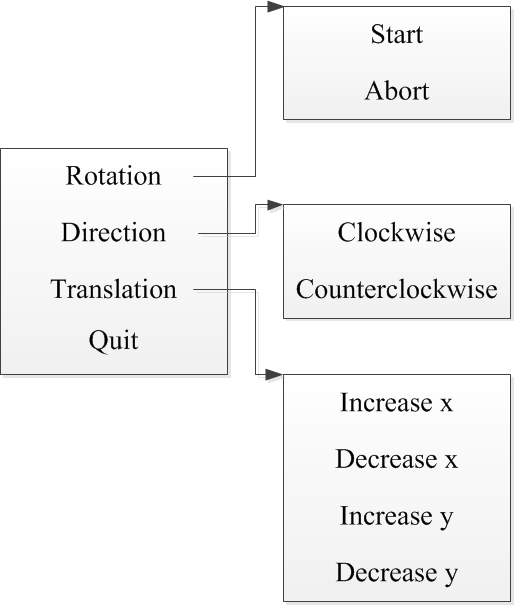 Rotation
Direction
Translation
Quit
Start
Abort
Clockwise
Counterclockwise
Increase x
Decrease x
Increase y
Decrease y